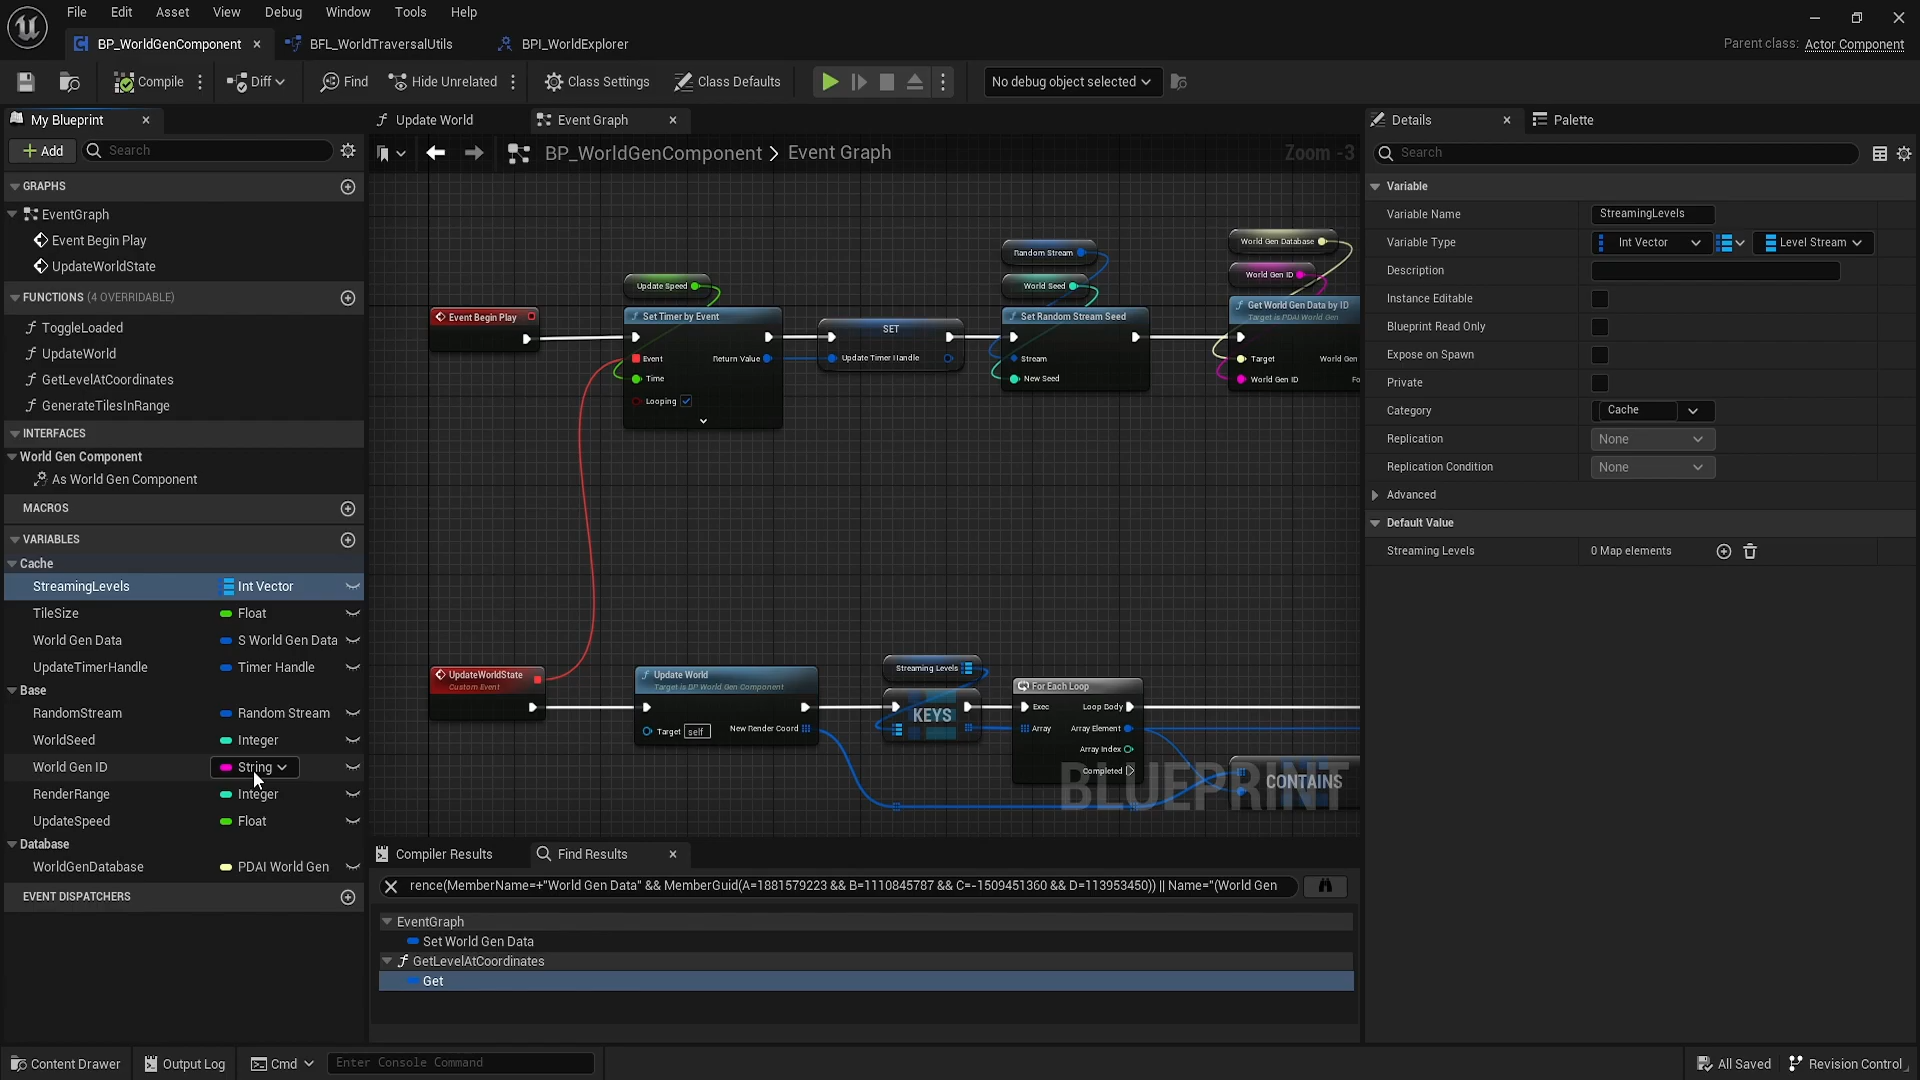 File Edit Asset View Debug Window Tools Help
BP_WorldGenComponent BFL_WorldTraversalUtils BPI_WorldExplorer
Parent class: Actor Component
Compile Diff Find Hide Unrelated Class Settings Class Defaults No debug object selected
My Blueprint
Add Search
GRAPHS
EventGraph
Event Begin Play
UpdateWorldState
FUNCTIONS (4 OVERRIDABLE)
ToggleLoaded
UpdateWorld
GetLevelAtCoordinates
GenerateTilesInRange
INTERFACES
World Gen Component
As World Gen Component
MACROS
VARIABLES
Cache
StreamingLevels Int Vector
TileSize Float
World Gen Data S World Gen Data
UpdateTimerHandle Timer Handle
Base
RandomStream Random Stream
WorldSeed Integer
World Gen ID String
RenderRange Integer
UpdateSpeed Float
Database
WorldGenDatabase PDAI World Gen
EVENT DISPATCHERS
Update World Event Graph
BP_WorldGenComponent > Event Graph
Zoom -3
Event Begin Play
Update Speed
Set Timer by Event
Event Return Value
Time
Looping
SET
Update Timer Handle
Random Stream
World Seed
Set Random Stream Seed
Stream
New Seed
World Gen Database
World Gen ID
Get World Gen Data by ID
Target is PDAI World Gen
Target World Gen
World Gen ID Fo
UpdateWorldState
Custom Event
Update World
Target is BP World Gen Component
Target self New Render Coord
Streaming Levels
KEYS
For Each Loop
Exec Loop Body
Array Array Element
Array Index
Completed
CONTAINS
BLUEPRINT
Compiler Results Find Results
rence(MemberName=+"World Gen Data" && MemberGuid(A=1881579223 && B=1110845787 && C=-1509451360 && D=113953450)) || Name="(World Gen
EventGraph
Set World Gen Data
GetLevelAtCoordinates
Get
Details Palette
Search
Variable
Variable Name StreamingLevels
Variable Type Int Vector Level Stream
Description
Instance Editable
Blueprint Read Only
Expose on Spawn
Private
Category Cache
Replication None
Replication Condition None
Advanced
Default Value
Streaming Levels 0 Map elements
Content Drawer Output Log Cmd Enter Console Command All Saved Revision Control